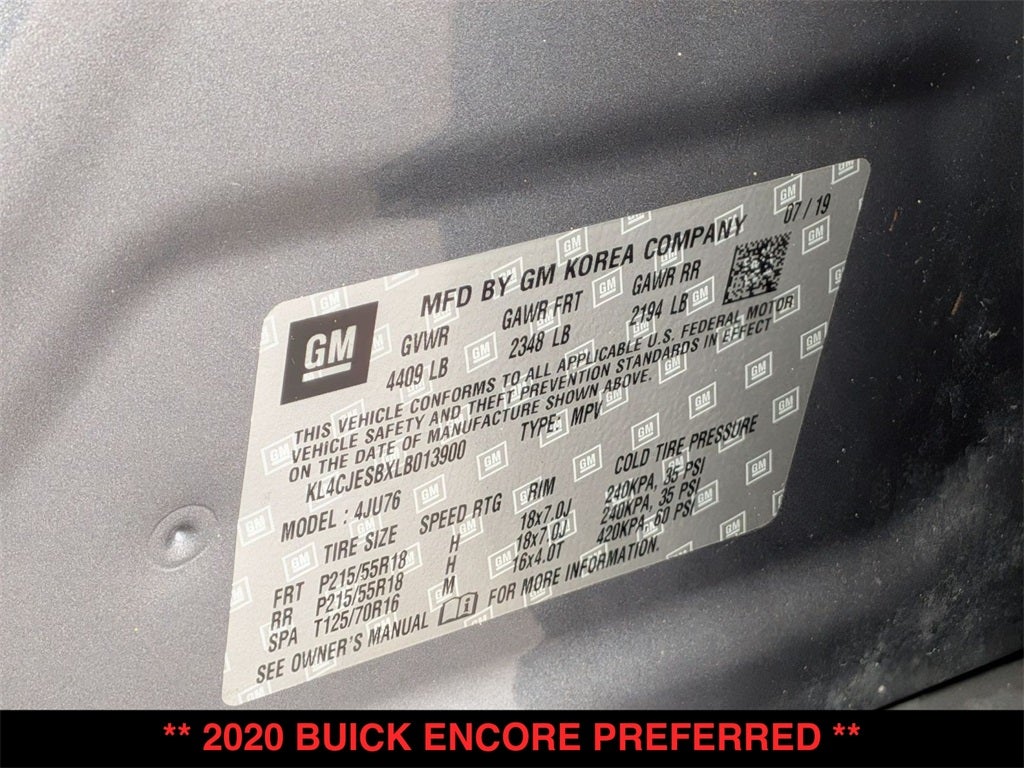 GM
MFD BY GM KOREA COMPANY 07 / 19
GVWR GAWR FRT GAWR RR
4409 LB 2348 LB 2194 LB
THIS VEHICLE CONFORMS TO ALL APPLICABLE U.S. FEDERAL MOTOR
VEHICLE SAFETY AND THEFT PREVENTION STANDARDS IN EFFECT
ON THE DATE OF MANUFACTURE SHOWN ABOVE.
KL4CJESBXLB013900 TYPE: MPV
MODEL : 4JU76
TIRE SIZE SPEED RTG RIM COLD TIRE PRESSURE
FRT P215/55R18 H 18x7.0J 240KPA, 35 PSI
RR P215/55R18 H 18x7.0J 240KPA, 35 PSI
SPA T125/70R16 M 16x4.0T 420KPA, 60 PSI
SEE OWNER'S MANUAL i FOR MORE INFORMATION.
** 2020 BUICK ENCORE PREFERRED **